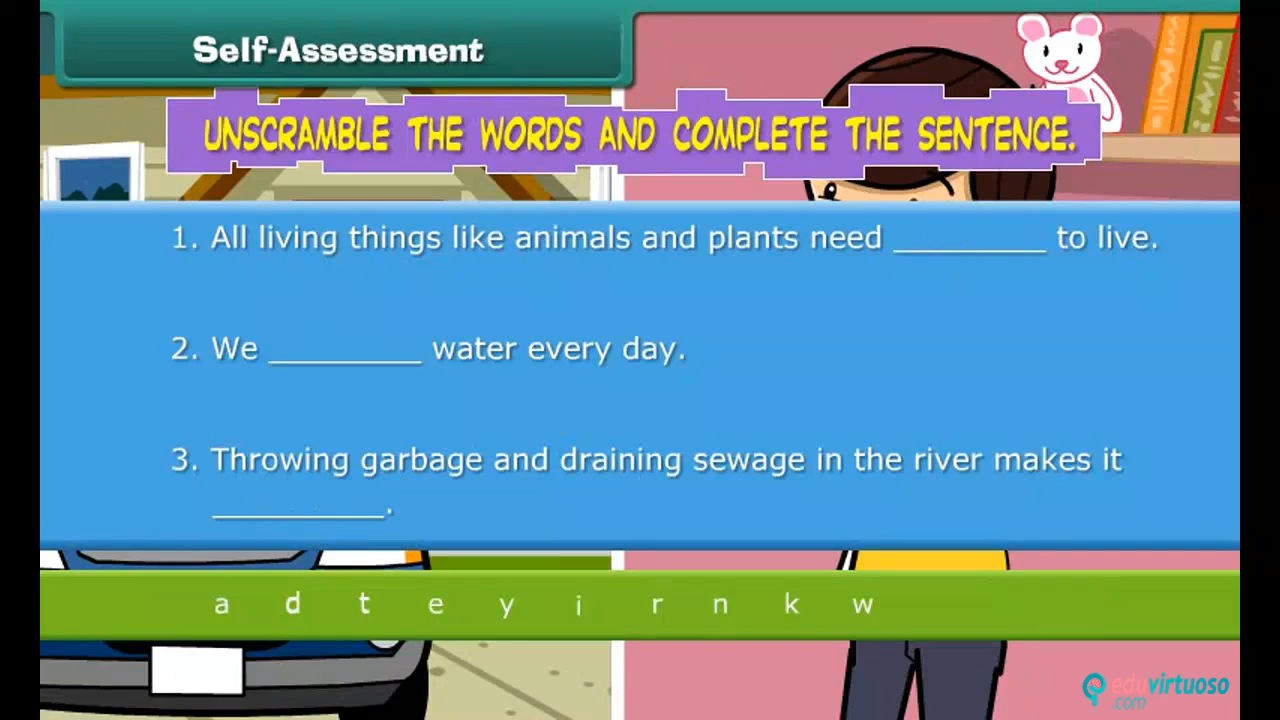 Self-Assessment
UNSCRAMBLE THE WORDS AND COMPLETE THE SENTENCE.
1. All living things like animals and plants need _________ to live.
2. We _________ water every day.
3. Throwing garbage and draining sewage in the river makes it
__________.
a d t e y i r n k w
eduvirtuoso
.com